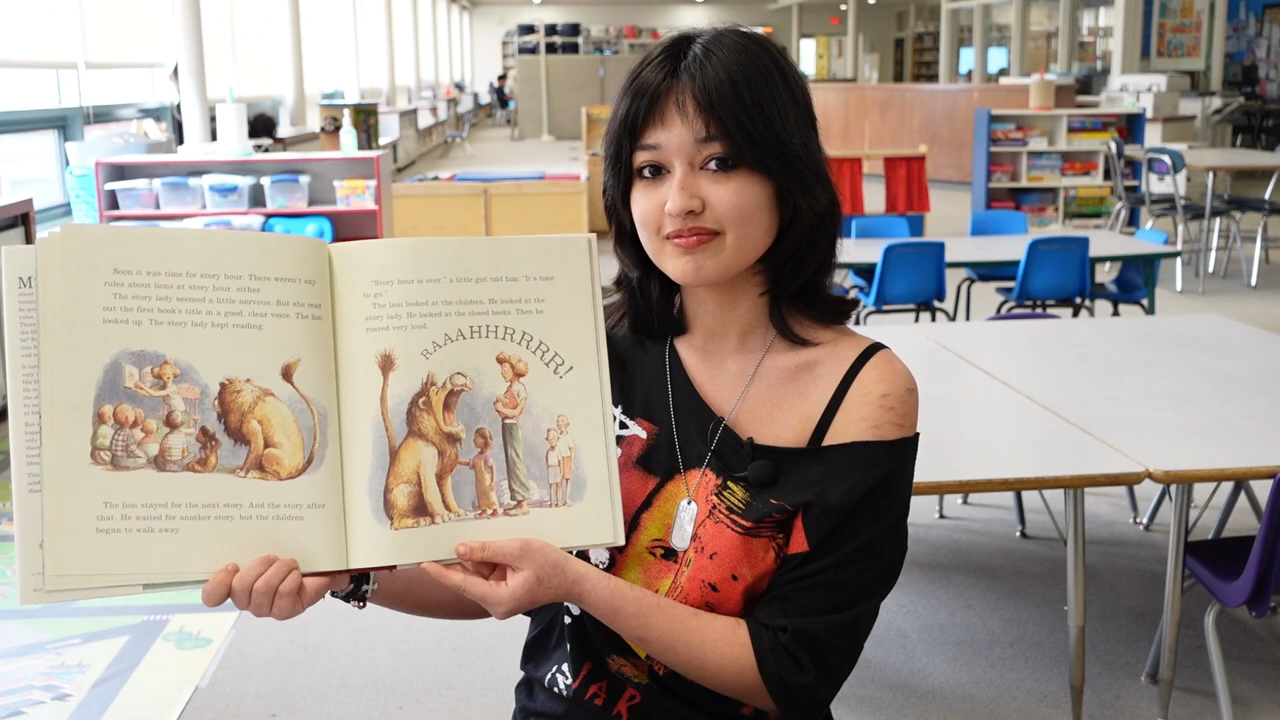 Soon it was time for story hour. There weren't any
rules about lions at story hour, either.
The story lady seemed a little nervous. But she read
out the first book's title in a good, clear voice. The lion
looked up. The story lady kept reading.
The lion stayed for the next story. And the story after
that. He waited for another story, but the children
began to walk away.
"Story hour is over," a little girl told him. "It's time
to go."
The lion looked at the children. He looked at the
story lady. He looked at the closed books. Then he
roared very loud.
RAAAHHRRRR!